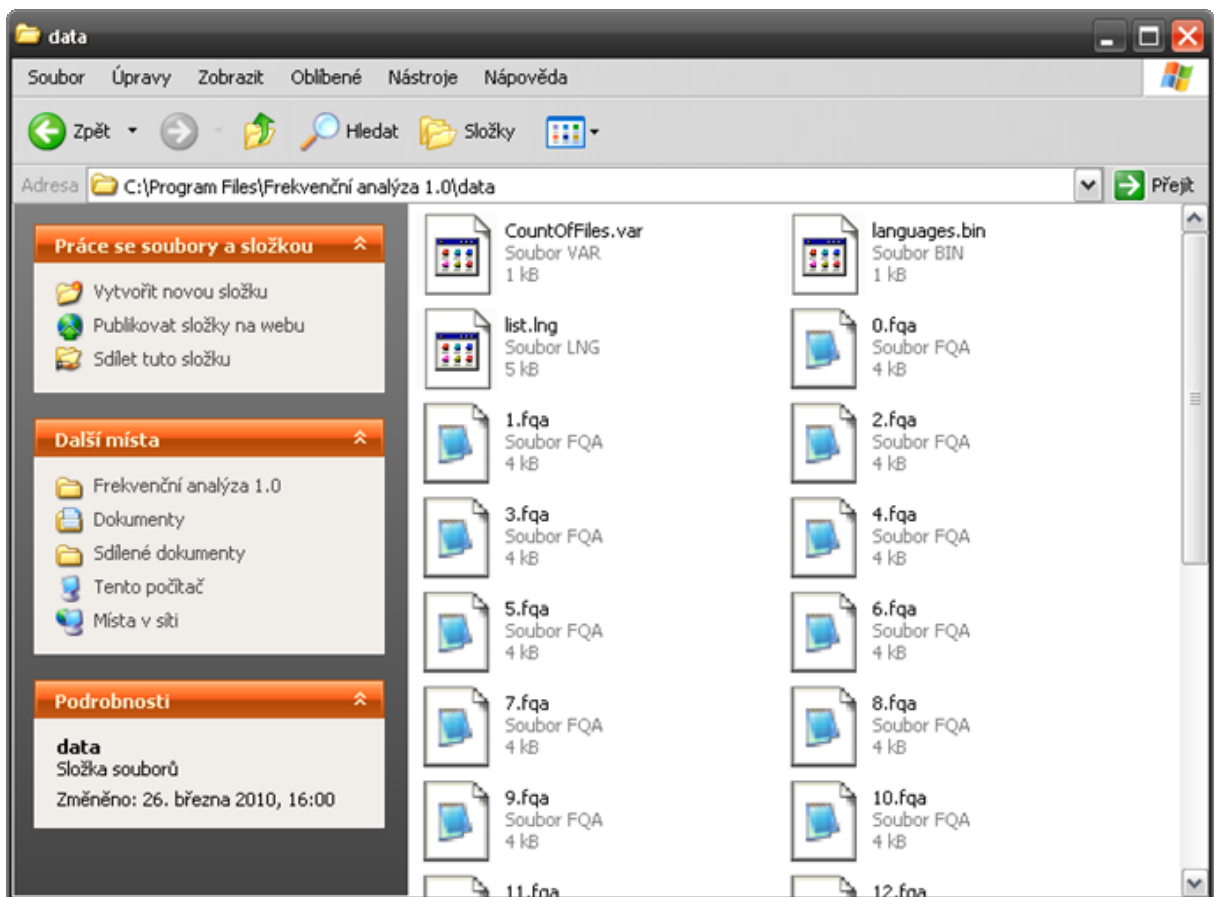 data
Soubor Úpravy Zobrazit Oblíbené Nástroje Nápověda
Zpět Hledat Složky
Adresa C:\Program Files\Frekvenční analýza 1.0\data Přejít
Práce se soubory a složkou
Vytvořit novou složku
Publikovat složky na webu
Sdílet tuto složku
Další místa
Frekvenční analýza 1.0
Dokumenty
Sdílené dokumenty
Tento počítač
Místa v síti
Podrobnosti
data
Složka souborů
Změněno: 26. března 2010, 16:00
CountOfFiles.var
Soubor VAR
1 kB
languages.bin
Soubor BIN
1 kB
list.lng
Soubor LNG
5 kB
0.fqa
Soubor FQA
4 kB
1.fqa
Soubor FQA
4 kB
2.fqa
Soubor FQA
4 kB
3.fqa
Soubor FQA
4 kB
4.fqa
Soubor FQA
4 kB
5.fqa
Soubor FQA
4 kB
6.fqa
Soubor FQA
4 kB
7.fqa
Soubor FQA
4 kB
8.fqa
Soubor FQA
4 kB
9.fqa
Soubor FQA
4 kB
10.fqa
Soubor FQA
4 kB
11.fqa
12.fqa